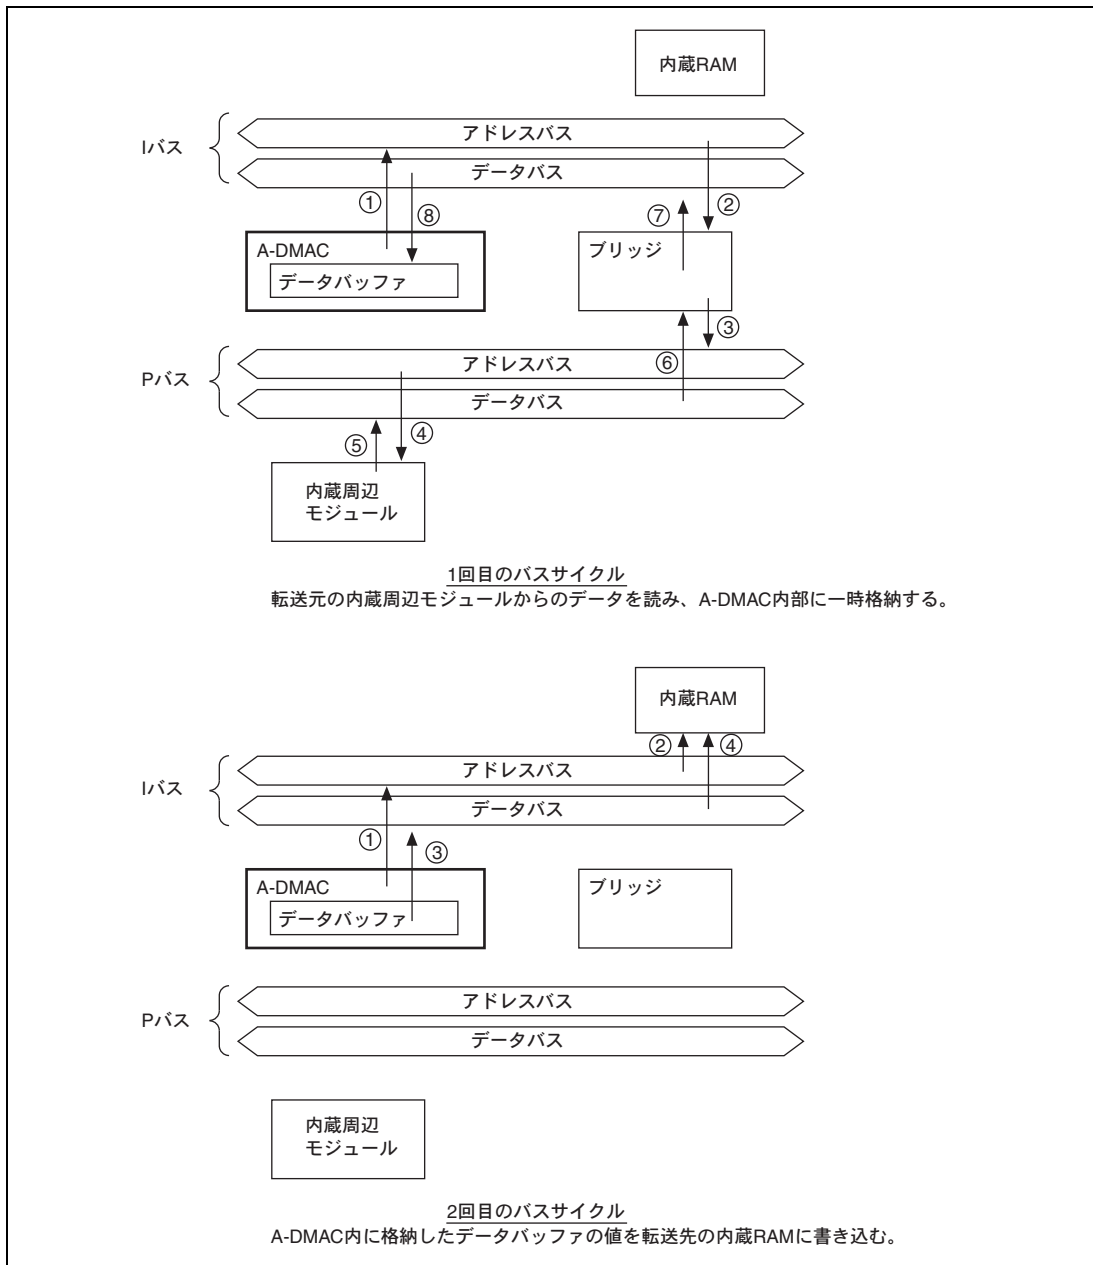 内蔵RAM
アドレスバス
Iバス
データバス
①
⑧
⑦
②
A-DMAC
データバッファ
ブリッジ
③
アドレスバス
⑥
Pバス
データバス
⑤
④
内蔵周辺
モジュール
1回目のバスサイクル
転送元の内蔵周辺モジュールからのデータを読み、A-DMAC内部に一時格納する。
内蔵RAM
②
④
アドレスバス
Iバス
データバス
①
③
A-DMAC
データバッファ
ブリッジ
アドレスバス
Pバス
データバス
内蔵周辺
モジュール
2回目のバスサイクル
A-DMAC内に格納したデータバッファの値を転送先の内蔵RAMに書き込む。